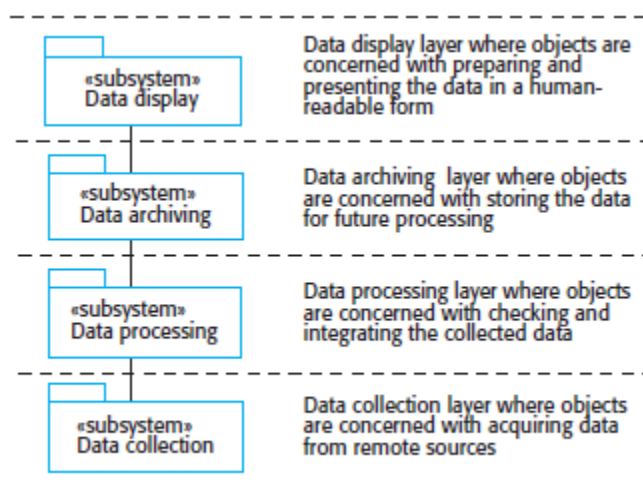 «subsystem»
Data display
Data display layer where objects are
concerned with preparing and
presenting the data in a human-
readable form
«subsystem»
Data archiving
Data archiving layer where objects
are concerned with storing the data
for future processing
«subsystem»
Data processing
Data processing layer where objects
are concerned with checking and
integrating the collected data
«subsystem»
Data collection
Data collection layer where objects
are concerned with acquiring data
from remote sources